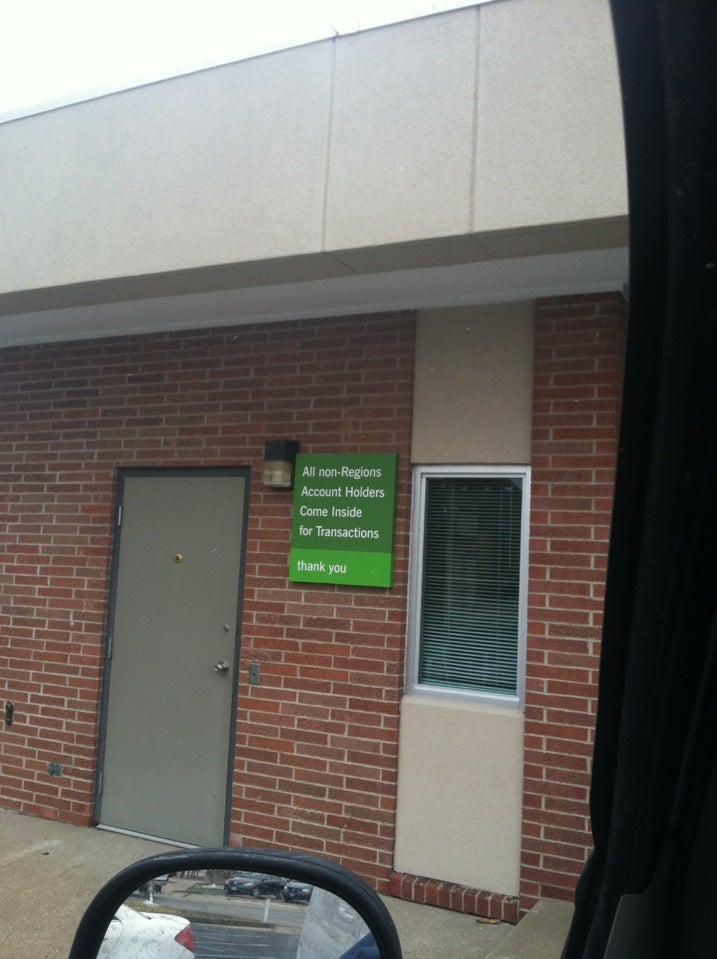 All non-Regions
Account Holders
Come Inside
for Transactions
thank you